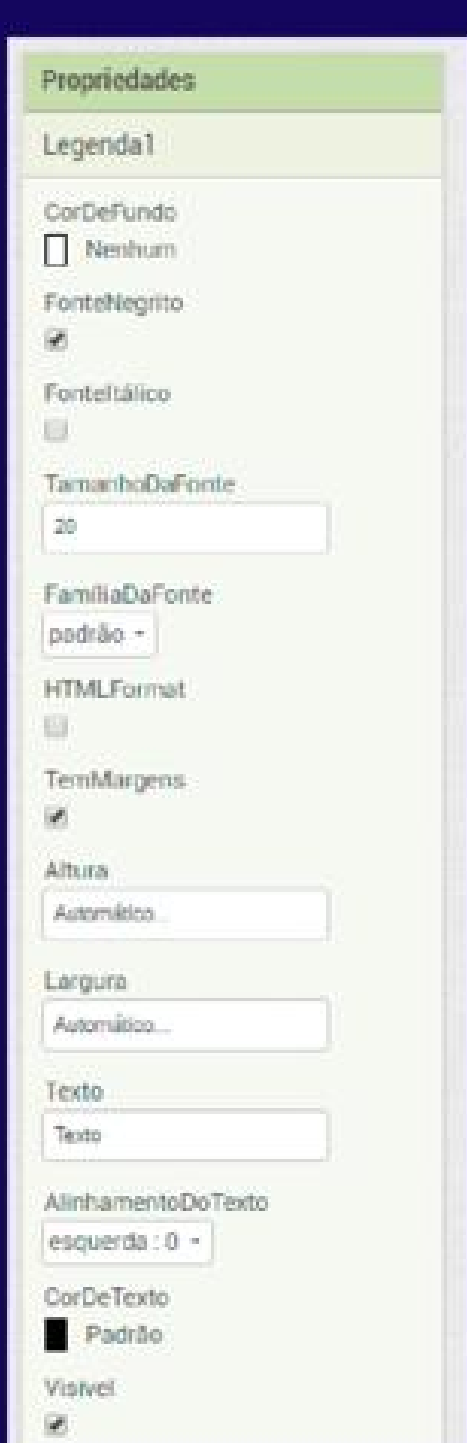 Propriedades
Legenda1
CorDeFundo
Nenhum
FonteNegrito
FonteItálico
TamanhoDaFonte
20
FamíliaDaFonte
padrão
HTMLFormat
TemMargens
Altura
Automático...
Largura
Automático...
Texto
Texto
AlinhamentoDoTexto
esquerda : 0
CorDeTexto
Padrão
Visível